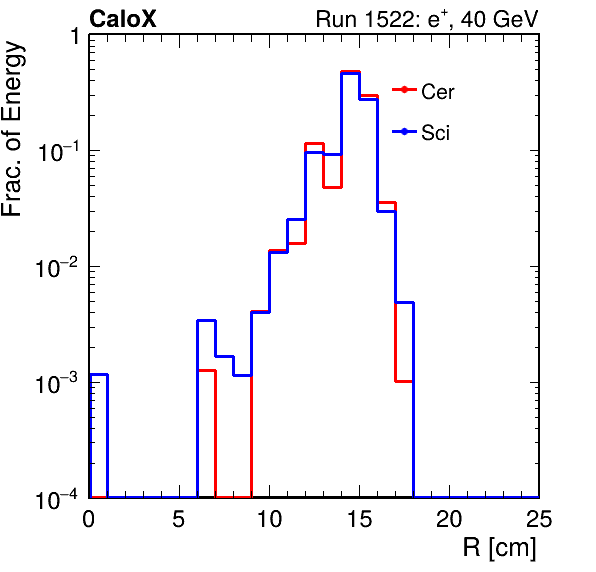 CaloX Run 1522: e⁺, 40 GeV
Frac. of Energy
1
10⁻¹
10⁻²
10⁻³
10⁻⁴
Cer
Sci
0 5 10 15 20 25
R [cm]